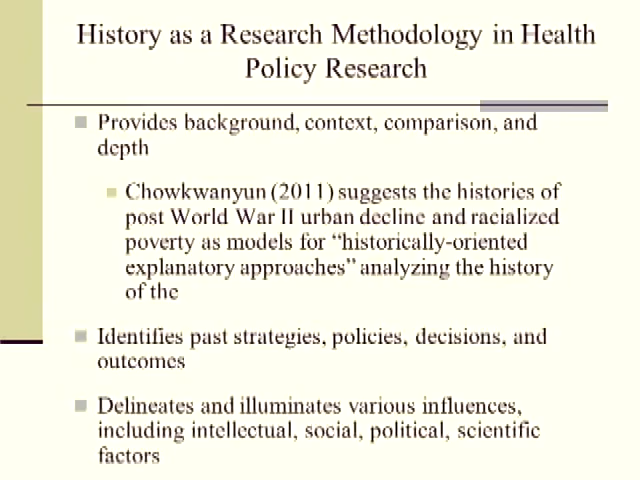 History as a Research Methodology in Health
Policy Research
Provides background, context, comparison, and
depth
Chowkwanyun (2011) suggests the histories of
post World War II urban decline and racialized
poverty as models for “historically-oriented
explanatory approaches” analyzing the history
of the
Identifies past strategies, policies, decisions, and
outcomes
Delineates and illuminates various influences,
including intellectual, social, political, scientific
factors